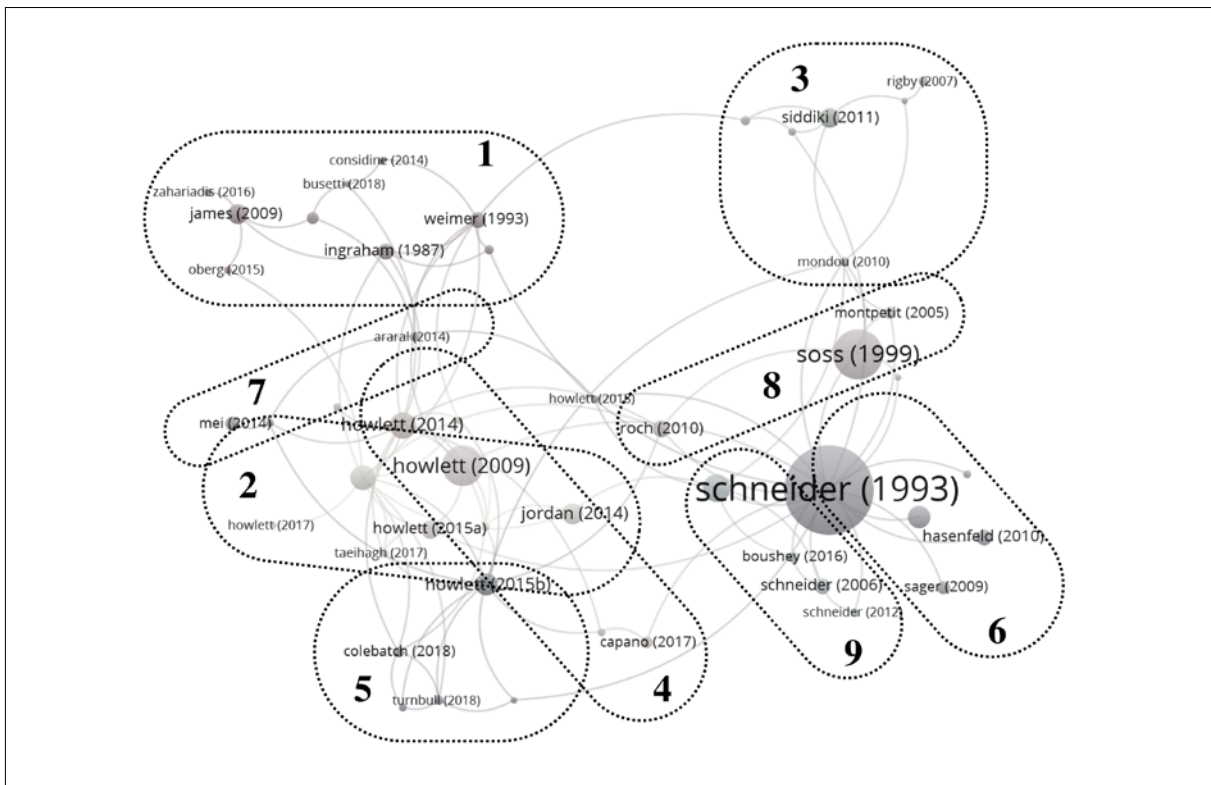 3
rigby (2007)
siddiki (2011)
1
considine (2014)
busetti (2018)
zahariadis (2016)
james (2009)
weimer (1993)
ingraham (1987)
oberg (2015)
mondou (2010)
montpetit (2005)
araral (2014)
soss (1999)
7
8
howlett (2018)
mei (2014)
howlett (2014)
roch (2010)
howlett (2009)
2
schneider (1993)
jordan (2014)
howlett (2017)
howlett (2015a)
hasenfeld (2010)
taeihagh (2017)
boushey (2016)
howlett (2015b)
schneider (2006)
sager (2009)
schneider (2012)
6
capano (2017)
colebatch (2018)
9
5
4
turnbull (2018)